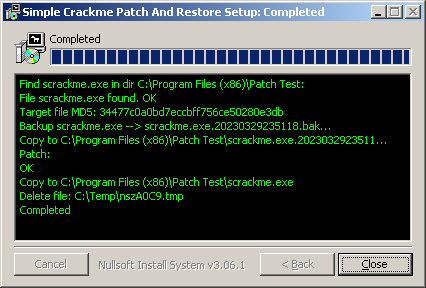 Simple Crackme Patch And Restore Setup: Completed
Completed
Find scrackme.exe in dir C:\Program Files (x86)\Patch Test:
File scrackme.exe found. OK
Target file MD5: 34477c0a0bd7eccbff756ce50280e3db
Backup scrackme.exe --> scrackme.exe.20230329235118.bak...
Copy to C:\Program Files (x86)\Patch Test\scrackme.exe.2023032923511...
Patch:
OK
Copy to C:\Program Files (x86)\Patch Test\scrackme.exe
Delete file: C:\Temp\nszA0C9.tmp
Completed
Cancel
Nullsoft Install System v3.06.1
< Back
Close